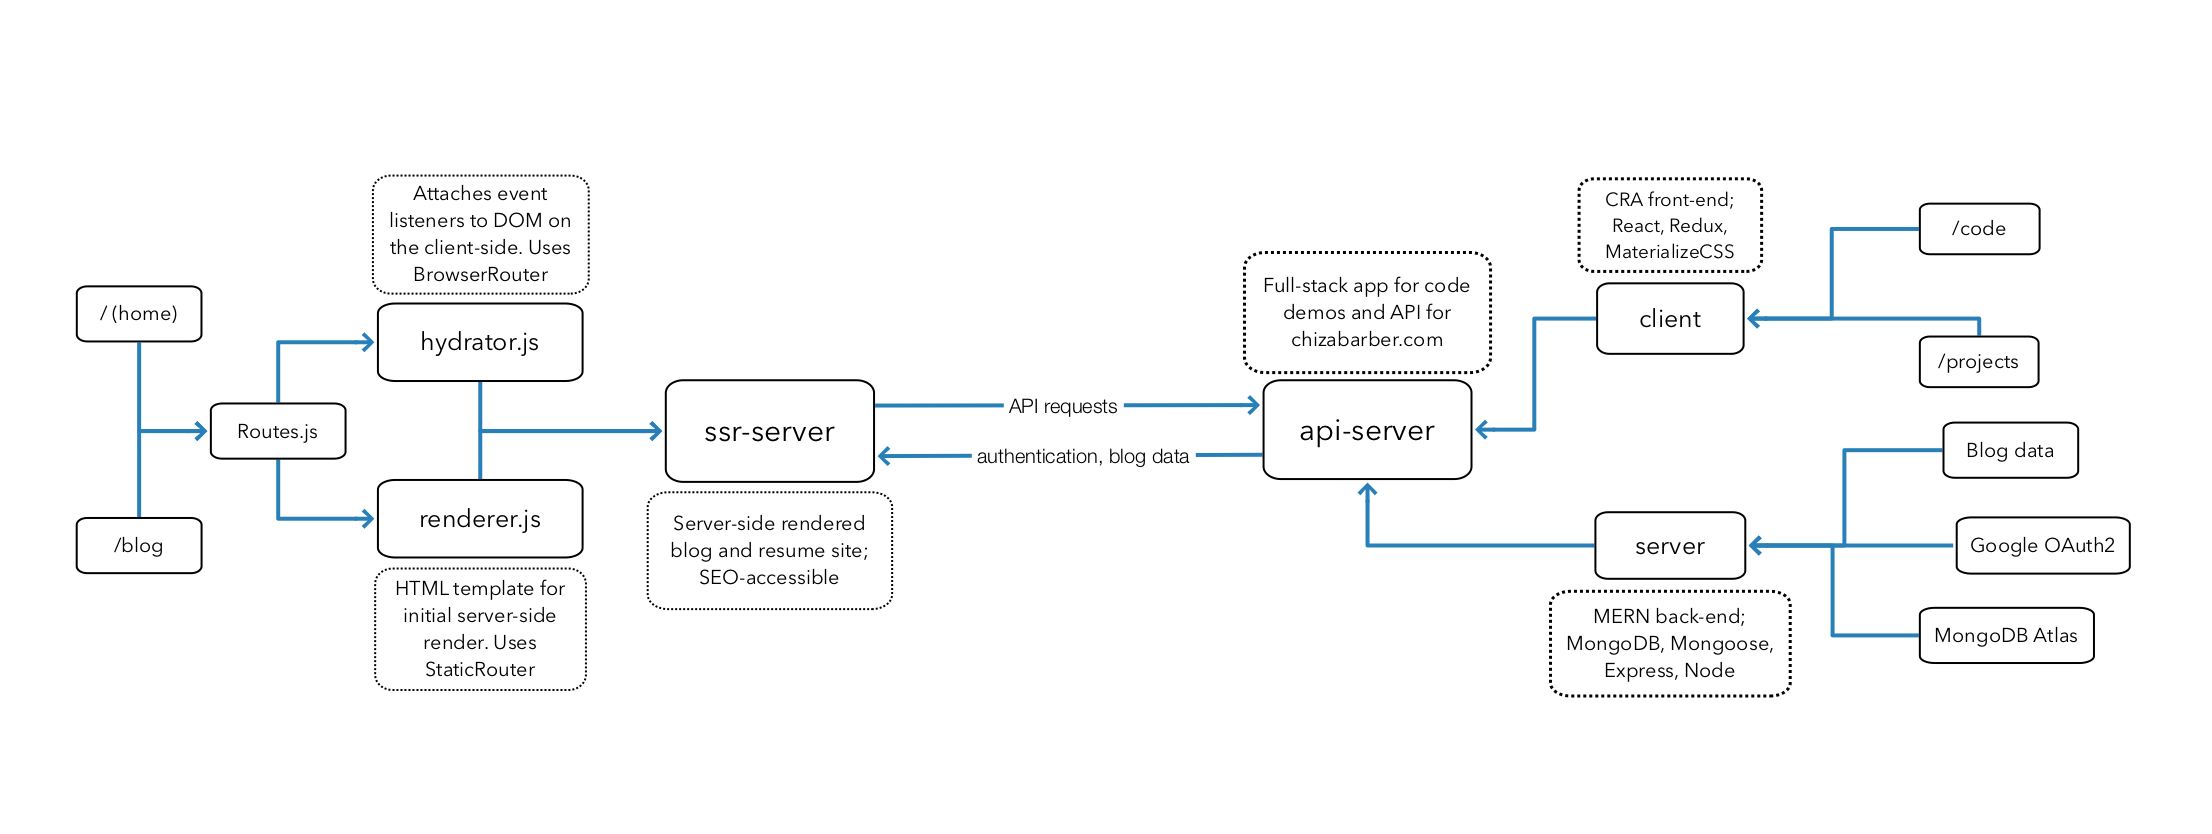 / (home)
/blog
Routes.js
Attaches event
listeners to DOM on
the client-side. Uses
BrowserRouter
hydrator.js
renderer.js
HTML template for
initial server-side
render. Uses
StaticRouter
ssr-server
Server-side rendered
blog and resume site;
SEO-accessible
API requests
authentication, blog data
Full-stack app for code
demos and API for
chizabarber.com
api-server
CRA front-end;
React, Redux,
MaterializeCSS
client
/code
/projects
server
MERN back-end;
MongoDB, Mongoose,
Express, Node
Blog data
Google OAuth2
MongoDB Atlas